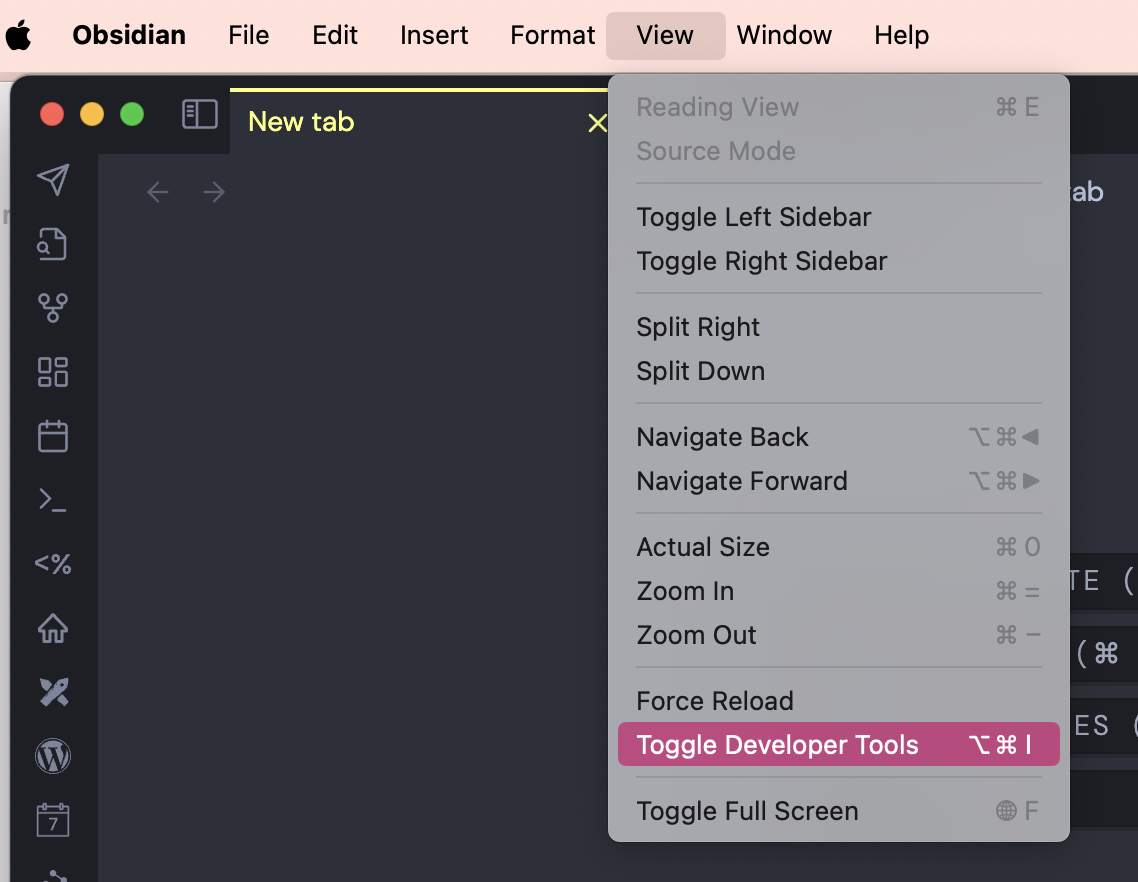 Obsidian File Edit Insert Format View Window Help
New tab
Reading View ⌘ E
Source Mode
Toggle Left Sidebar
Toggle Right Sidebar
Split Right
Split Down
Navigate Back ⌥ ⌘ ◀
Navigate Forward ⌥ ⌘ ▶
Actual Size ⌘ 0
Zoom In ⌘ =
Zoom Out ⌘ −
Force Reload
Toggle Developer Tools ⌥ ⌘ I
Toggle Full Screen F
tab
TE (
(⌘
ES (
<%
7